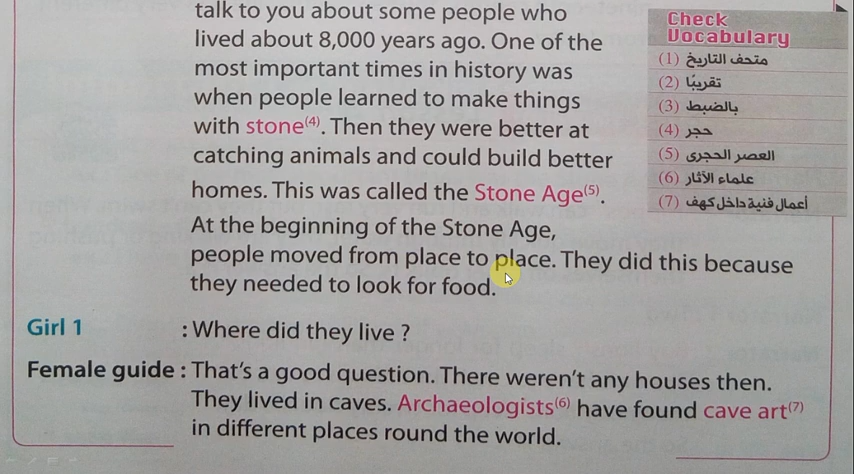 talk to you about some people who
lived about 8,000 years ago. One of the
most important times in history was
when people learned to make things
with stone(4). Then they were better at
catching animals and could build better
homes. This was called the Stone Age(5).
At the beginning of the Stone Age,
people moved from place to place. They did this because
they needed to look for food.
Girl 1 : Where did they live ?
Female guide : That's a good question. There weren't any houses then.
They lived in caves. Archaeologists(6) have found cave art(7)
in different places round the world.
Check
Vocabulary
(1) متحف التاريخ
(2) تقريبًا
(3) بالضبط
(4) حجر
(5) العصر الحجرى
(6) علماء الآثار
(7) أعمال فنية داخل كهف